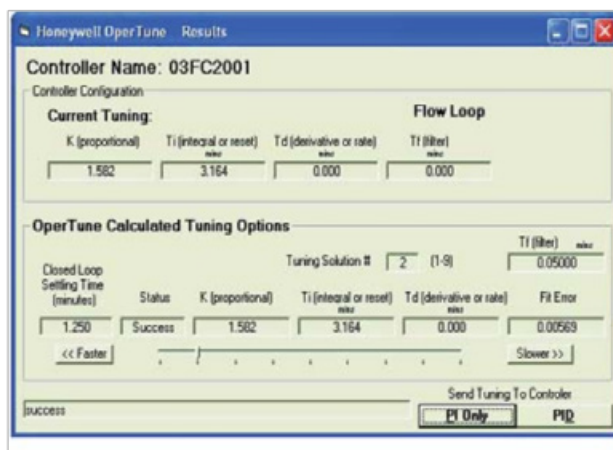 Honeywell OperTune Results
Controller Name: 03FC2001
Controller Configuration
Current Tuning:
Flow Loop
K (proportional) Ti (integral or reset) Td (derivative or rate) Tf (filter)
mins mins mins
1.582 3.164 0.000 0.000
OperTune Calculated Tuning Options
Tf (filter) mins
Tuning Solution # 2 (1-9) 0.05000
Closed Loop Settling Time (minutes) Status K (proportional) Ti (integral or reset) Td (derivative or rate) Fit Error
mins mins
1.250 Success 1.582 3.164 0.000 0.00569
<< Faster Slower >>
Send Tuning To Controler
success PI Only PID